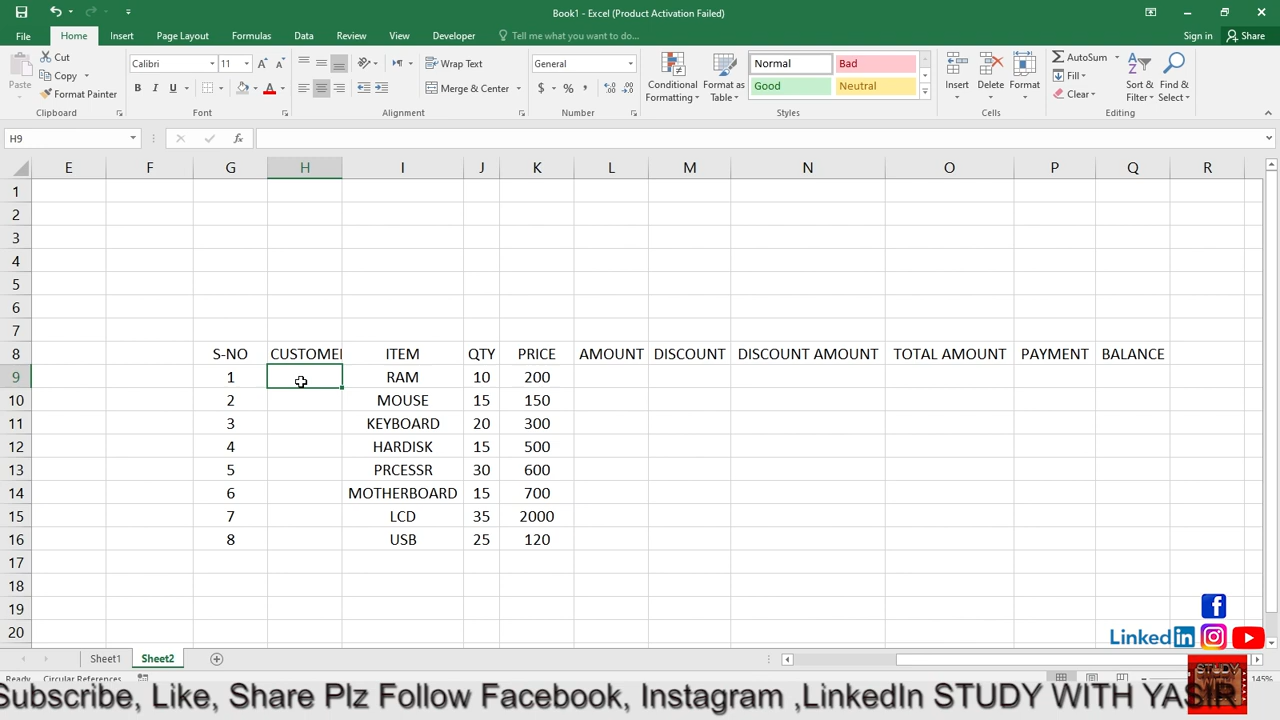 Book1 - Excel (Product Activation Failed)
File Home Insert Page Layout Formulas Data Review View Developer Tell me what you want to do... Sign in Share
Paste
Cut
Copy
Format Painter
Clipboard
Calibri 11
B I U A
Font
Wrap Text
Merge & Center
Alignment
General
$ % ,
Number
Conditional Formatting
Format as Table
Normal Bad
Good Neutral
Styles
Insert Delete Format
Cells
AutoSum
Fill
Clear
Sort & Filter
Find & Select
Editing
H9 fx
E F G H I J K L M N O P Q R
1
2
3
4
5
6
7
8 S-NO CUSTOMER ITEM QTY PRICE AMOUNT DISCOUNT DISCOUNT AMOUNT TOTAL AMOUNT PAYMENT BALANCE
9 1 RAM 10 200
10 2 MOUSE 15 150
11 3 KEYBOARD 20 300
12 4 HARDISK 15 500
13 5 PRCESSR 30 600
14 6 MOTHERBOARD 15 700
15 7 LCD 35 2000
16 8 USB 25 120
17
18
19
20
Linked in
Sheet1 Sheet2
Ready Circular References 145%
STUDY WITH
Subscribe, Like, Share Plz Follow Facebook, Instagram ,LinkedIn STUDY WITH YASIR